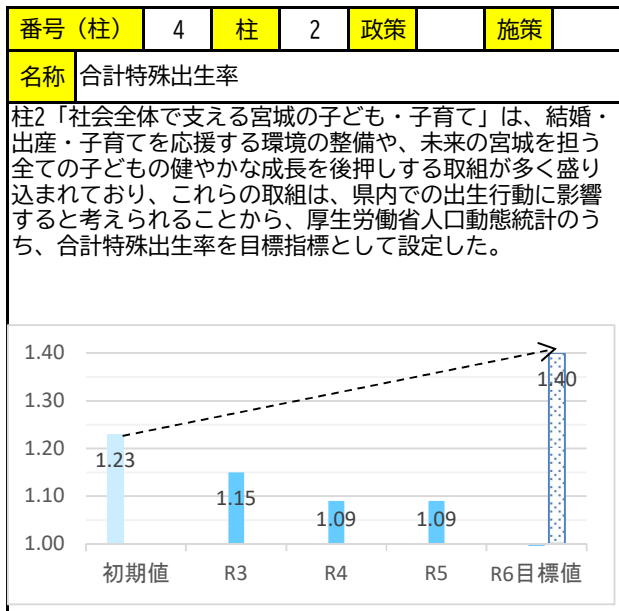 番号（柱） 4 柱 2 政策 施策
名称 合計特殊出生率
柱2「社会全体で支える宮城の子ども・子育て」は、結婚・
出産・子育てを応援する環境の整備や、未来の宮城を担う
全ての子どもの健やかな成長を後押しする取組が多く盛り
込まれており、これらの取組は、県内での出生行動に影響
すると考えられることから、厚生労働省人口動態統計のう
ち、合計特殊出生率を目標指標として設定した。
1.40
1.30
1.20
1.10
1.00
1.23
1.15
1.09
1.09
1.40
初期値 R3 R4 R5 R6目標値